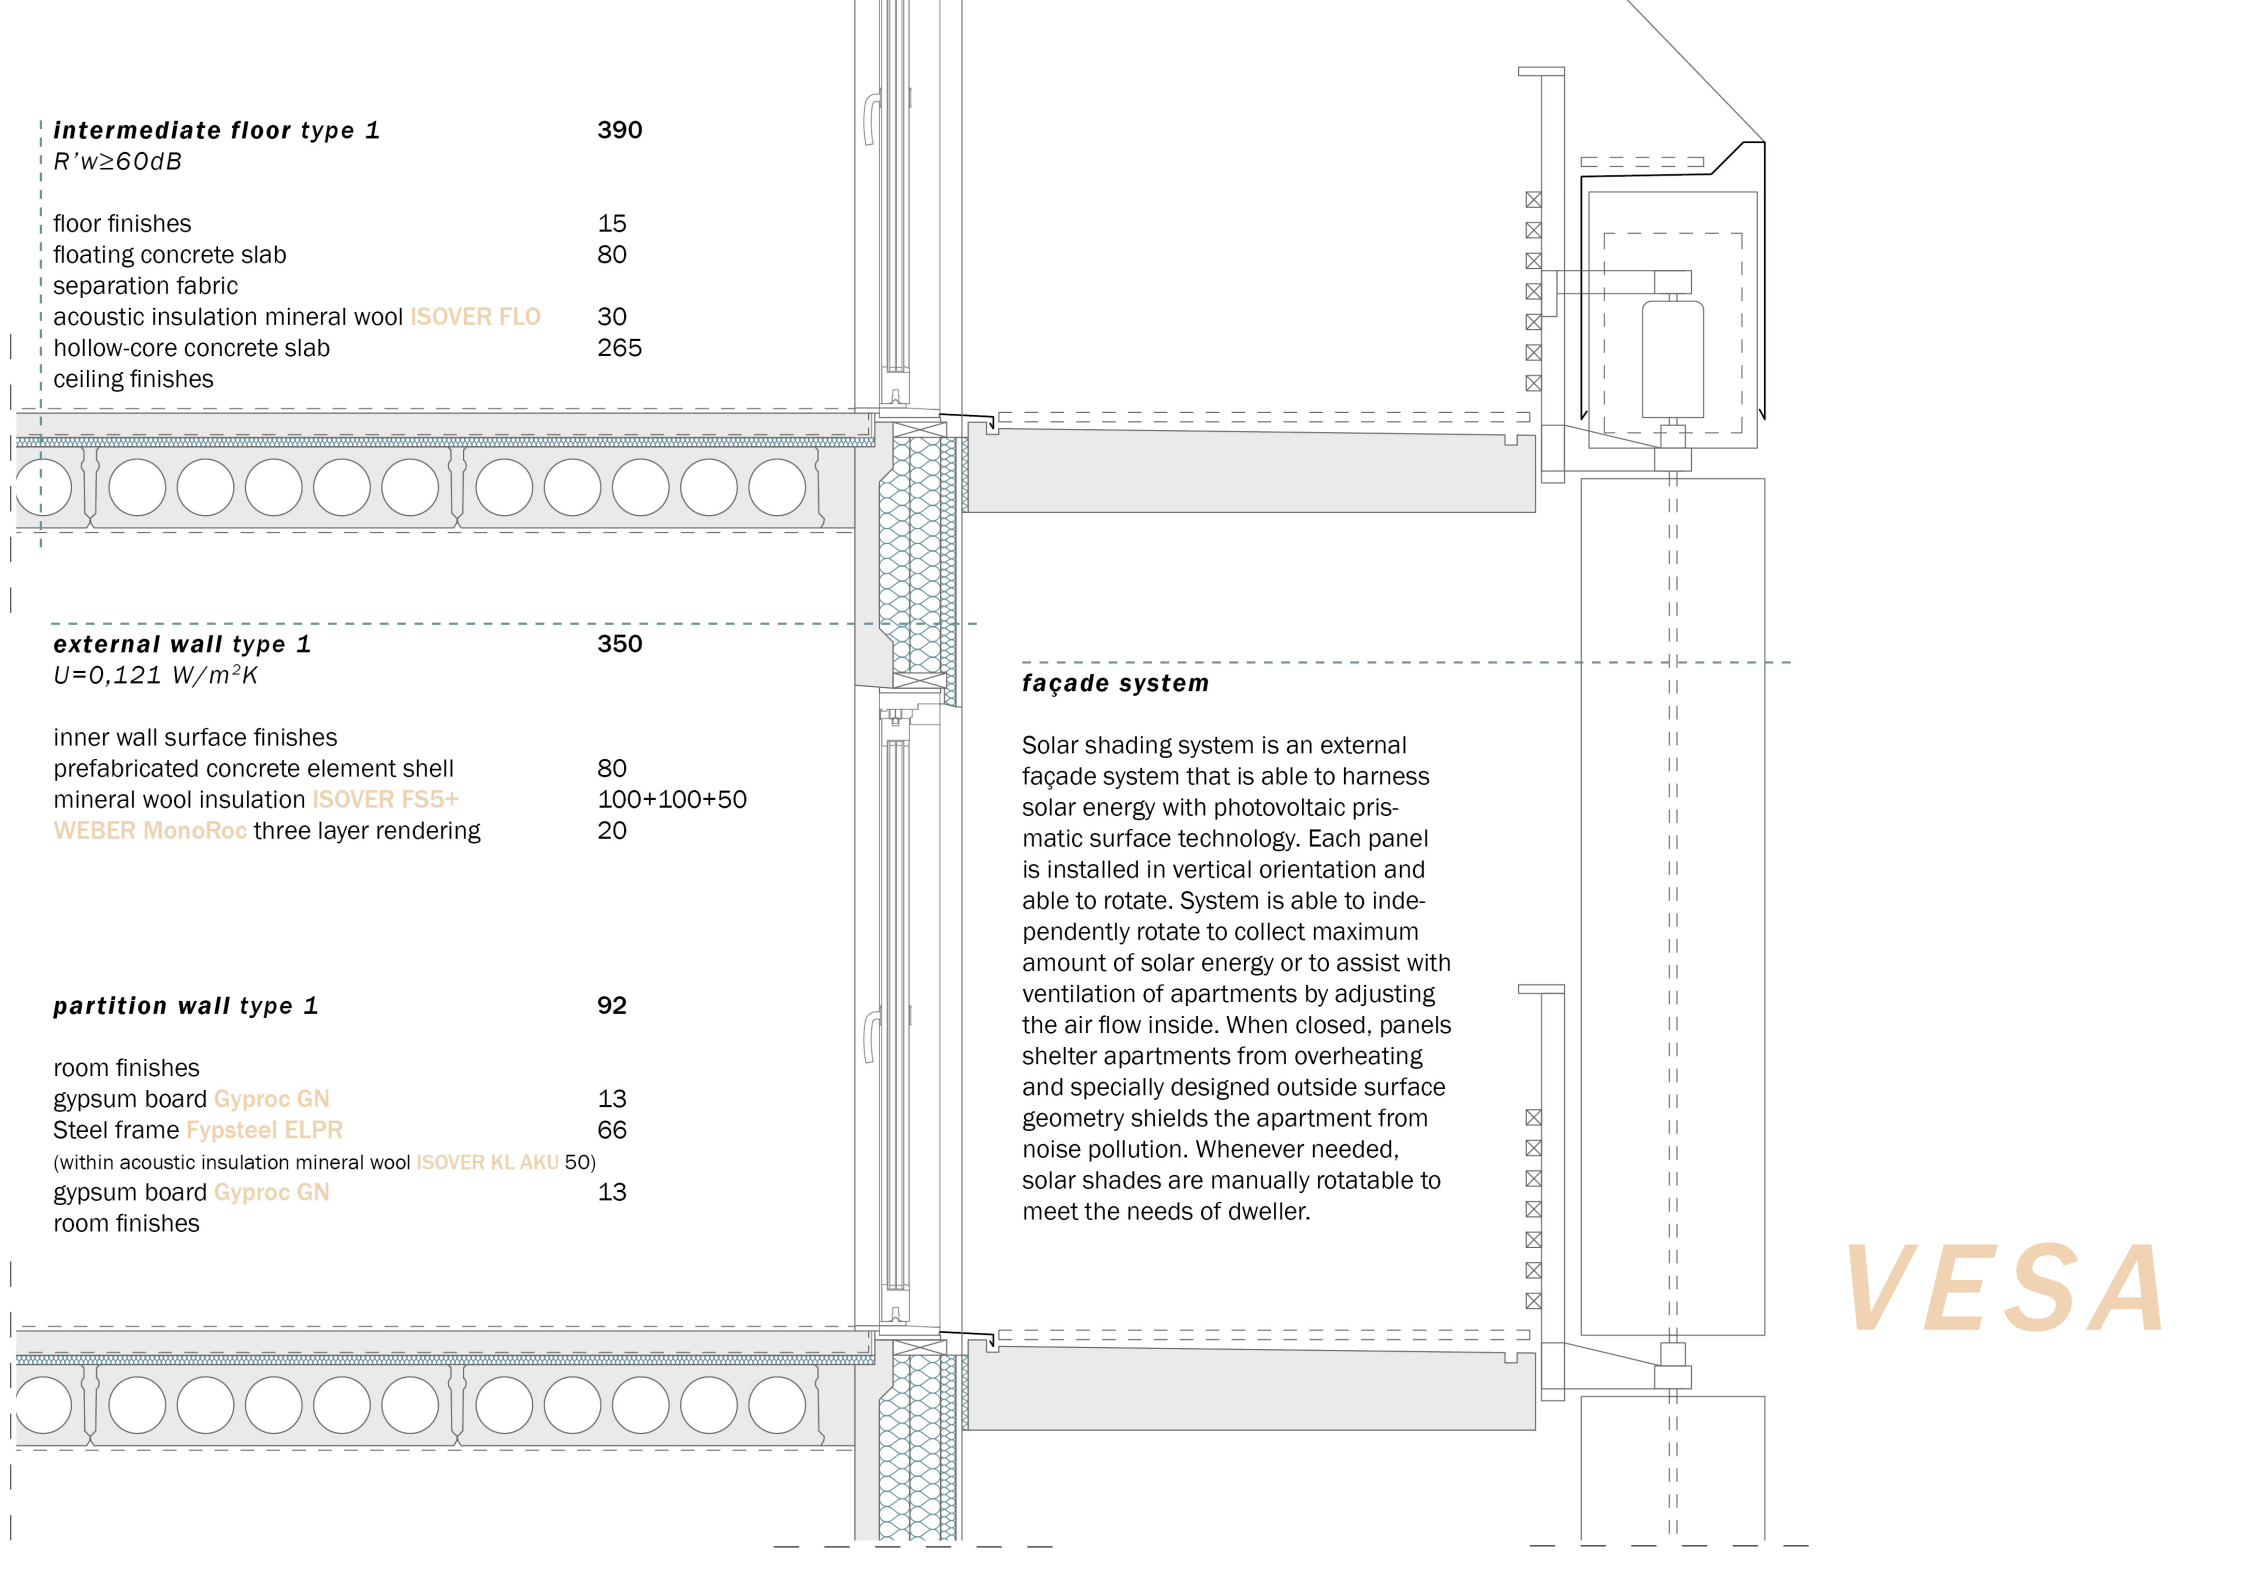 intermediate floor type 1 390
R’w≥60dB
floor finishes 15
floating concrete slab 80
separation fabric
acoustic insulation mineral wool ISOVER FLO 30
hollow-core concrete slab 265
ceiling finishes
external wall type 1 350
U=0,121 W/m²K
inner wall surface finishes
prefabricated concrete element shell 80
mineral wool insulation ISOVER FS5+ 100+100+50
WEBER MonoRoc three layer rendering 20
partition wall type 1 92
room finishes
gypsum board Gyproc GN 13
Steel frame Fypsteel ELPR 66
(within acoustic insulation mineral wool ISOVER KL AKU 50)
gypsum board Gyproc GN 13
room finishes
façade system
Solar shading system is an external
façade system that is able to harness
solar energy with photovoltaic pris-
matic surface technology. Each panel
is installed in vertical orientation and
able to rotate. System is able to inde-
pendently rotate to collect maximum
amount of solar energy or to assist with
ventilation of apartments by adjusting
the air flow inside. When closed, panels
shelter apartments from overheating
and specially designed outside surface
geometry shields the apartment from
noise pollution. Whenever needed,
solar shades are manually rotatable to
meet the needs of dweller.
VESA